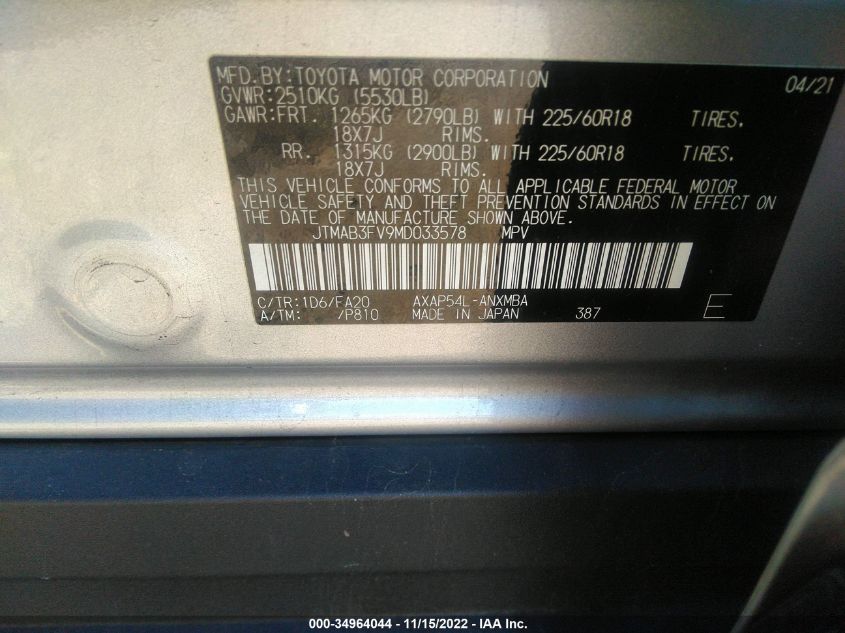 MFD.BY:TOYOTA MOTOR CORPORATION 04/21
GVWR:2510KG (5530LB)
GAWR:FRT. 1265KG (2790LB) WITH 225/60R18 TIRES.
18X7J RIMS.
RR. 1315KG (2900LB) WITH 225/60R18 TIRES.
18X7J RIMS.
THIS VEHICLE CONFORMS TO ALL APPLICABLE FEDERAL MOTOR
VEHICLE SAFETY AND THEFT PREVENTION STANDARDS IN EFFECT ON
THE DATE OF MANUFACTURE SHOWN ABOVE.
JTMAB3FV9MD033578 MPV
C/TR:1D6/FA20 AXAP54L-ANXMBA
A/TM: /P810 MADE IN JAPAN 387 E
000-34964044 - 11/15/2022 - IAA Inc.